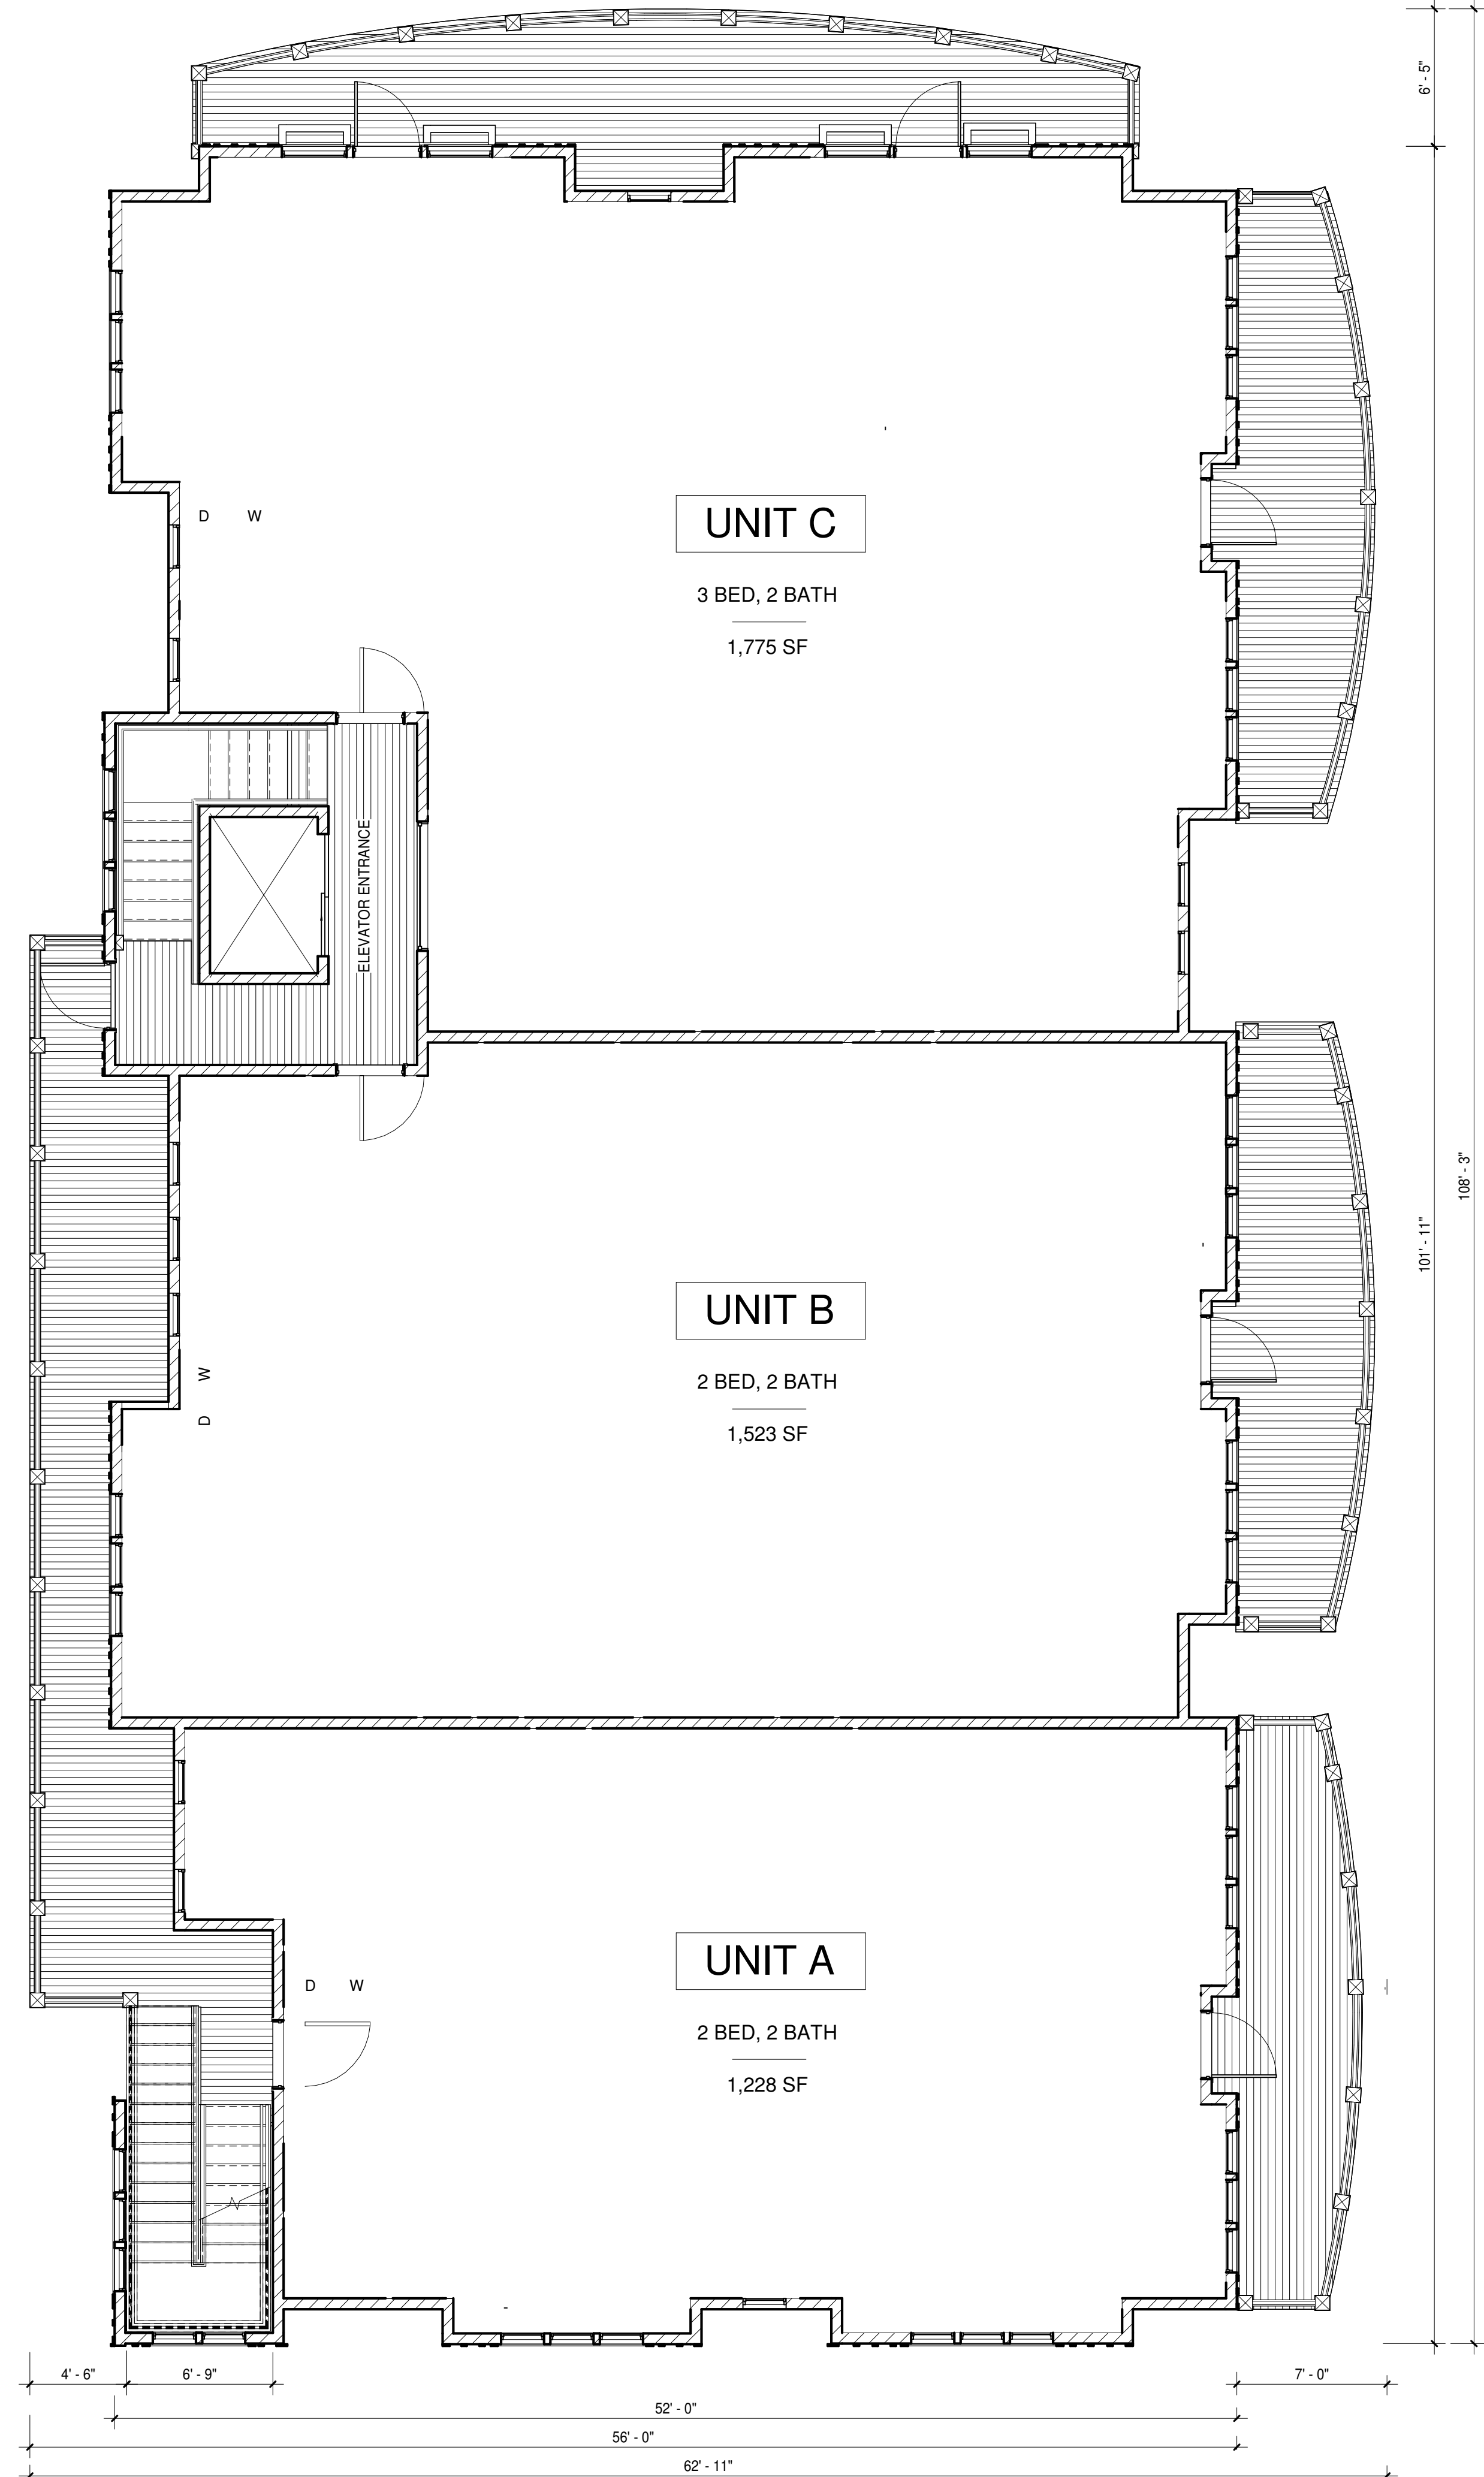 6' - 5"
D W
UNIT C
3 BED, 2 BATH
1,775 SF
ELEVATOR ENTRANCE
108' - 3"
101' - 11"
UNIT B
2 BED, 2 BATH
1,523 SF
D W
UNIT A
D W
2 BED, 2 BATH
1,228 SF
4' - 6"
6' - 9"
7' - 0"
52' - 0"
56' - 0"
62' - 11"